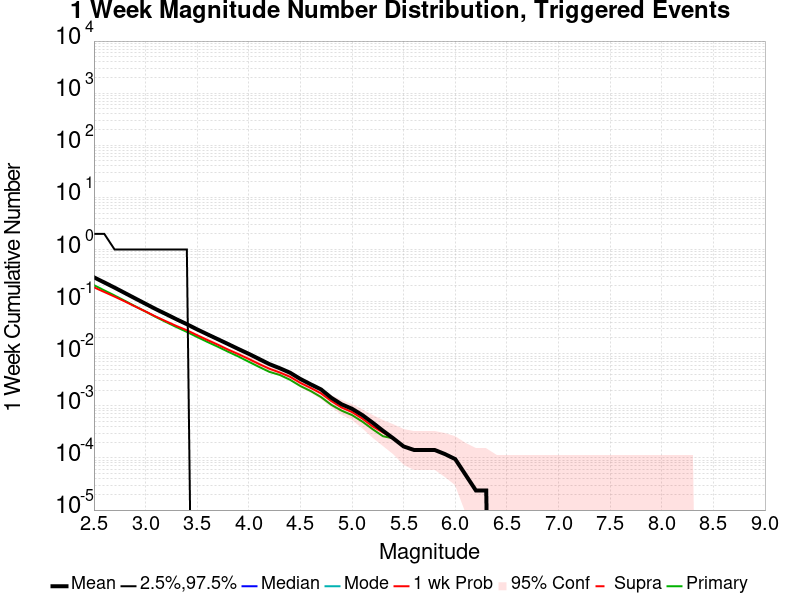 1 Week Magnitude Number Distribution, Triggered Events
10^4
10^3
10^2
10^1
10^0
10^-1
10^-2
10^-3
10^-4
10^-5
1 Week Cumulative Number
2.5 3.0 3.5 4.0 4.5 5.0 5.5 6.0 6.5 7.0 7.5 8.0 8.5 9.0
Magnitude
Mean 2.5%,97.5% Median Mode 1 wk Prob 95% Conf Supra Primary